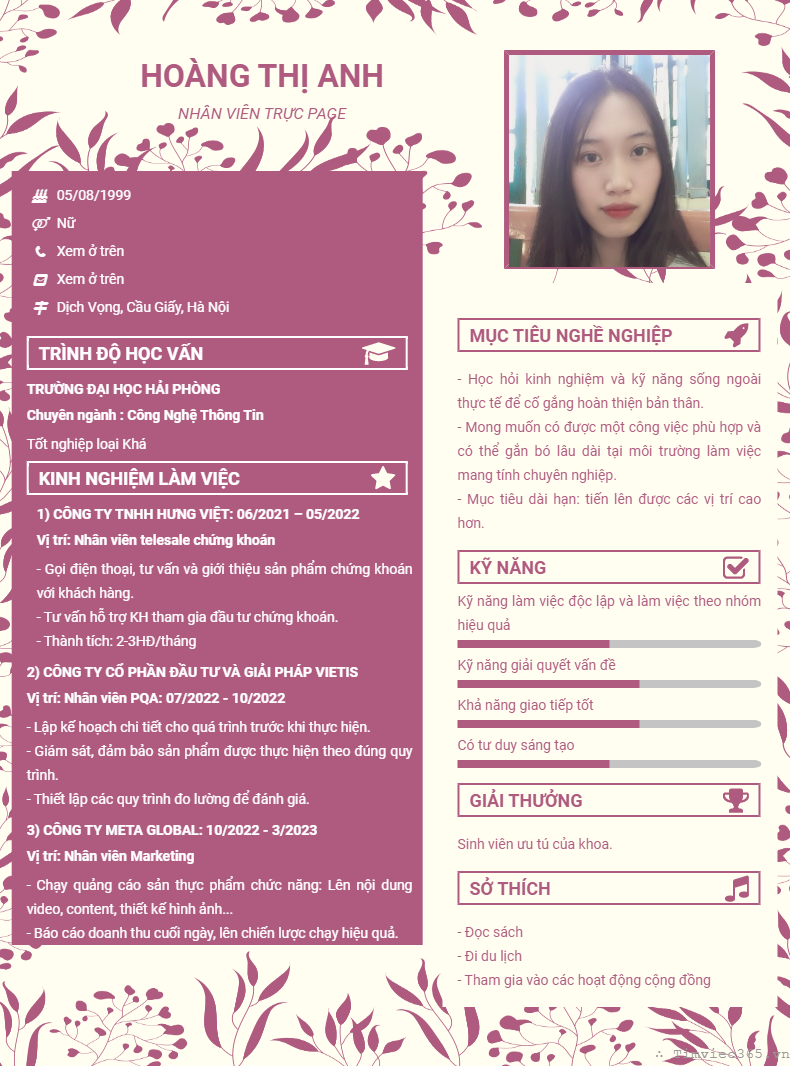 HOÀNG THỊ ANH
NHÂN VIÊN TRỰC PAGE
05/08/1999
Nữ
Xem ở trên
Xem ở trên
Dịch Vọng, Cầu Giấy, Hà Nội
TRÌNH ĐỘ HỌC VẤN
TRƯỜNG ĐẠI HỌC HẢI PHÒNG
Chuyên ngành : Công Nghệ Thông Tin
Tốt nghiệp loại Khá
KINH NGHIỆM LÀM VIỆC
1) CÔNG TY TNHH HƯNG VIỆT: 06/2021 – 05/2022
Vị trí: Nhân viên telesale chứng khoán
- Gọi điện thoại, tư vấn và giới thiệu sản phẩm chứng khoán
với khách hàng.
- Tư vấn hỗ trợ KH tham gia đầu tư chứng khoán.
- Thành tích: 2-3HĐ/tháng
2) CÔNG TY CỔ PHẦN ĐẦU TƯ VÀ GIẢI PHÁP VIETIS
Vị trí: Nhân viên PQA: 07/2022 - 10/2022
- Lập kế hoạch chi tiết cho quá trình trước khi thực hiện.
- Giám sát, đảm bảo sản phẩm được thực hiện theo đúng quy
trình.
- Thiết lập các quy trình đo lường để đánh giá.
3) CÔNG TY META GLOBAL: 10/2022 - 3/2023
Vị trí: Nhân viên Marketing
- Chạy quảng cáo sản thực phẩm chức năng: Lên nội dung
video, content, thiết kế hình ảnh...
- Báo cáo doanh thu cuối ngày, lên chiến lược chạy hiệu quả.
MỤC TIÊU NGHỀ NGHIỆP
- Học hỏi kinh nghiệm và kỹ năng sống ngoài
thực tế để cố gắng hoàn thiện bản thân.
- Mong muốn có được một công việc phù hợp và
có thể gắn bó lâu dài tại môi trường làm việc
mang tính chuyên nghiệp.
- Mục tiêu dài hạn: tiến lên được các vị trí cao
hơn.
KỸ NĂNG
Kỹ năng làm việc độc lập và làm việc theo nhóm
hiệu quả
Kỹ năng giải quyết vấn đề
Khả năng giao tiếp tốt
Có tư duy sáng tạo
GIẢI THƯỞNG
Sinh viên ưu tú của khoa.
SỞ THÍCH
- Đọc sách
- Đi du lịch
- Tham gia vào các hoạt động cộng đồng
Timviec365.vn